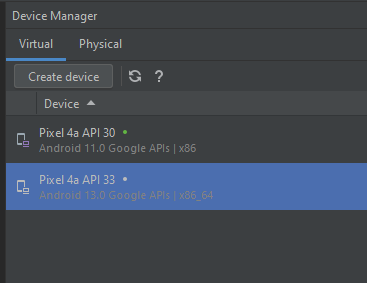 Device Manager
Virtual Physical
Create device ?
Device
Pixel 4a API 30
Android 11.0 Google APIs | x86
Pixel 4a API 33
Android 13.0 Google APIs | x86_64